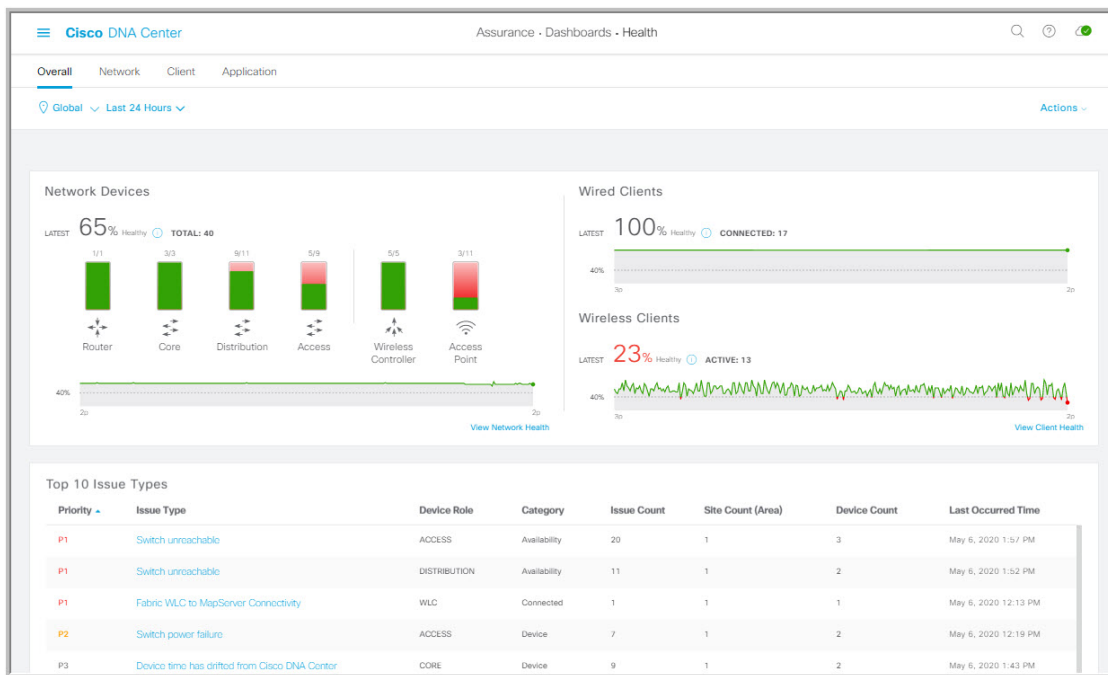 Cisco DNA Center
Assurance · Dashboards · Health
Overall Network Client Application
Global Last 24 Hours
Actions
Network Devices
LATEST 65% Healthy TOTAL: 40
1/1 3/3 9/11 5/9 5/5 3/11
Router Core Distribution Access Wireless Controller Access Point
40%
2p 2p
View Network Health
Wired Clients
LATEST 100% Healthy CONNECTED: 17
40%
3p 2p
Wireless Clients
LATEST 23% Healthy ACTIVE: 13
40%
3p 2p
View Client Health
Top 10 Issue Types
Priority Issue Type Device Role Category Issue Count Site Count (Area) Device Count Last Occurred Time
P1 Switch unreachable ACCESS Availability 20 1 3 May 6, 2020 1:57 PM
P1 Switch unreachable DISTRIBUTION Availability 11 1 2 May 6, 2020 1:52 PM
P1 Fabric WLC to MapServer Connectivity WLC Connected 1 1 1 May 6, 2020 12:13 PM
P2 Switch power failure ACCESS Device 7 1 2 May 6, 2020 12:19 PM
P3 Device time has drifted from Cisco DNA Center CORE Device 9 1 2 May 6, 2020 1:43 PM